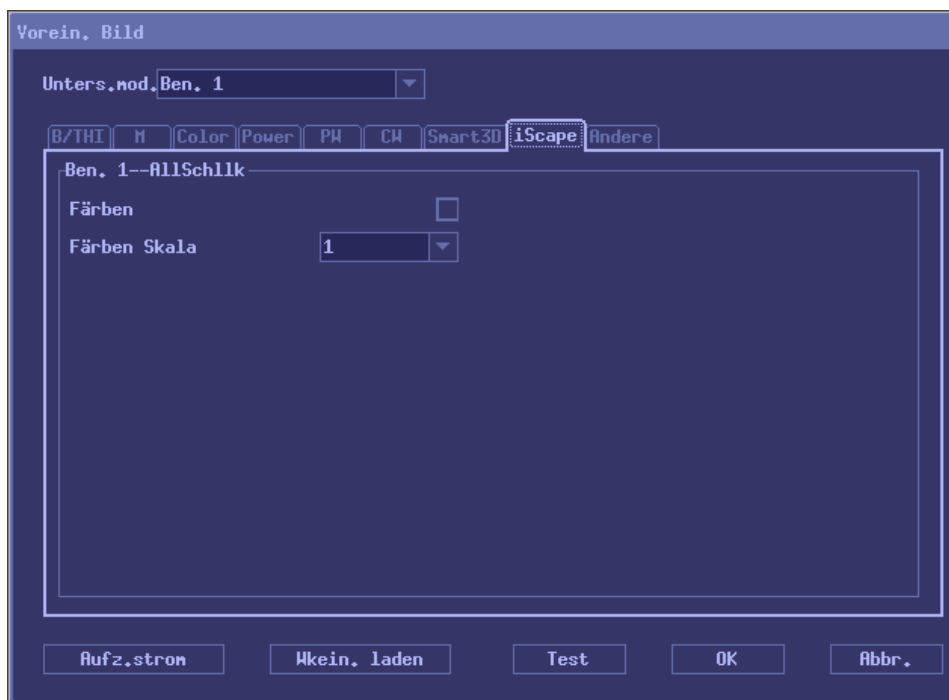 Vorein. Bild
Unters.mod. Ben. 1
B/THI M Color Power PW CW Smart3D iScape Andere
Ben. 1--AllSchllk
Färben
Färben Skala 1
Aufz.strom Wkein. laden Test OK Abbr.